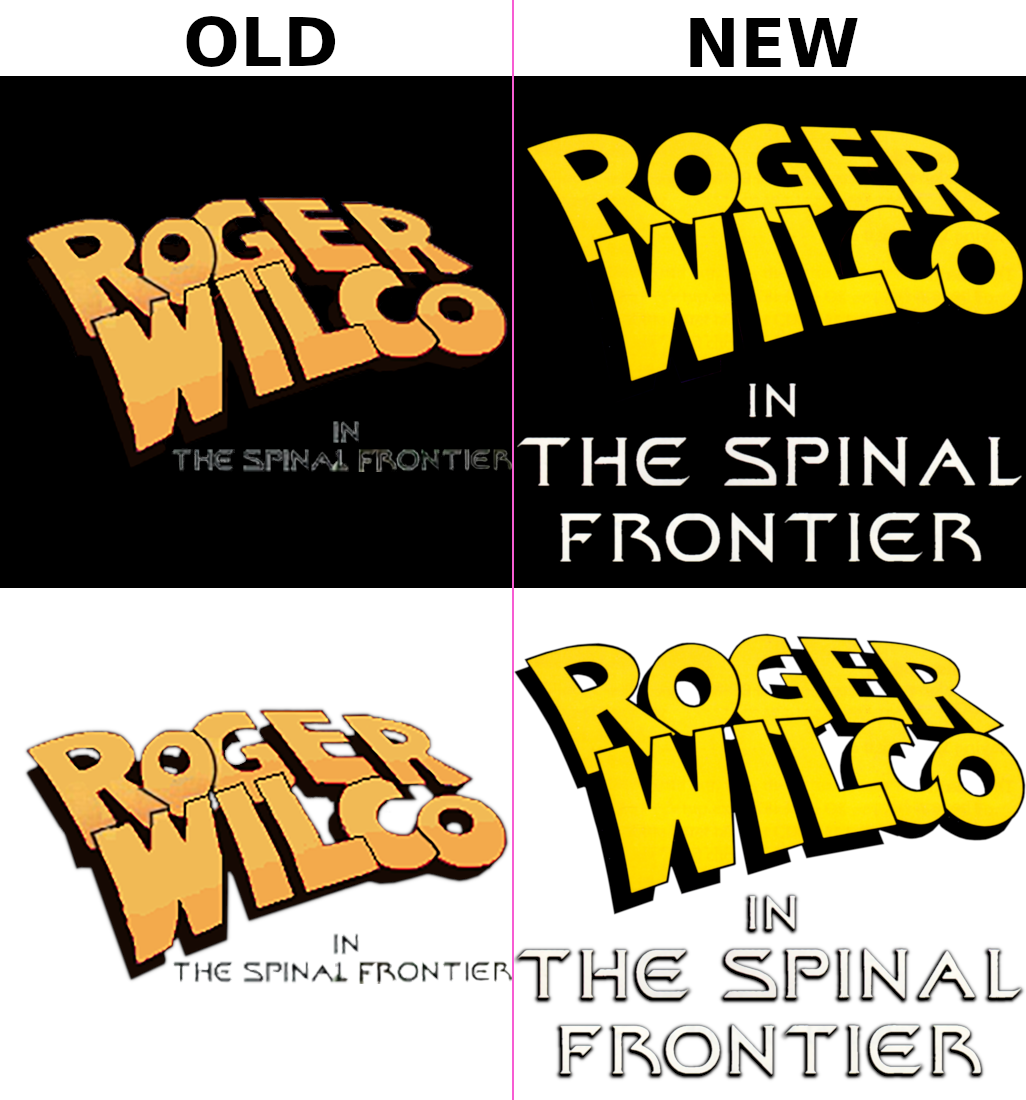 OLD
NEW
ROGER
WILCO
IN
THE SPINAL FRONTIER
ROGER
WILCO
IN
THE SPINAL
FRONTIER
ROGER
WILCO
IN
THE SPINAL FRONTIER
ROGER
WILCO
IN
THE SPINAL
FRONTIER